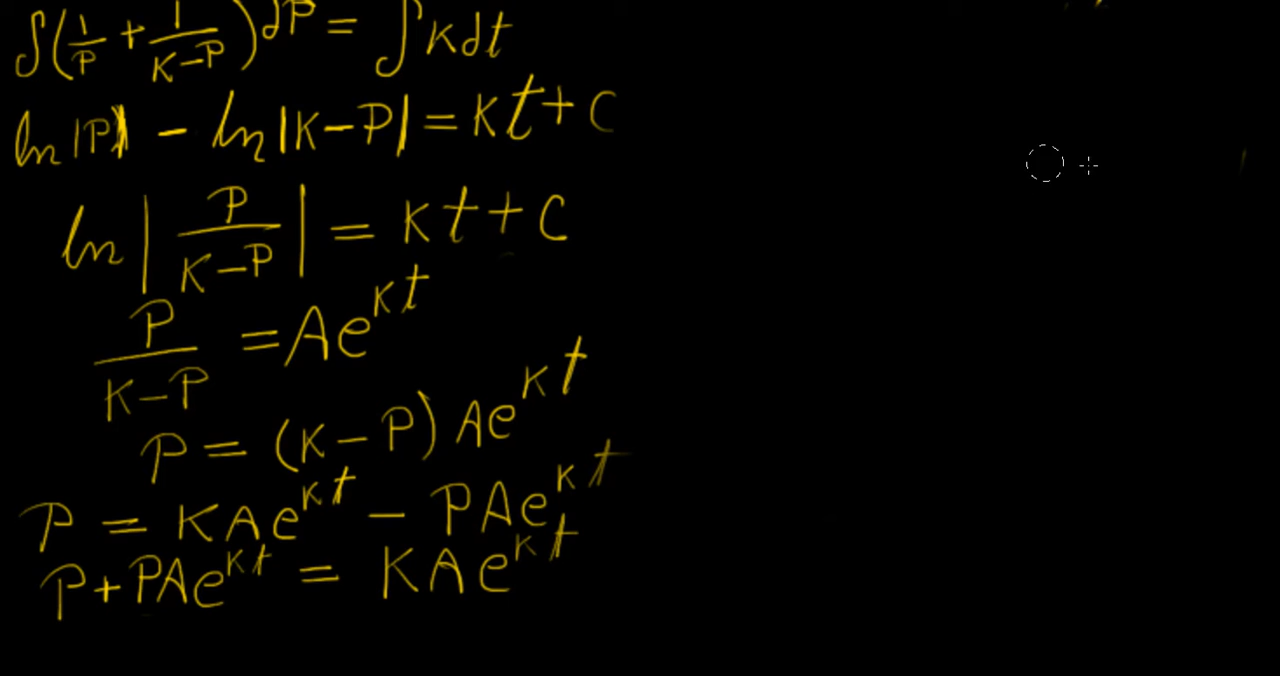 ∫(1/P + 1/(K-P))dP = ∫Kdt
ln|P| - ln|K-P| = Kt+C
ln|P/(K-P)| = Kt+C
P/(K-P) = Ae^(Kt)
P = (K-P)Ae^(Kt)
P = KAe^(Kt) - PAe^(Kt)
P+PAe^(Kt) = KAe^(Kt)